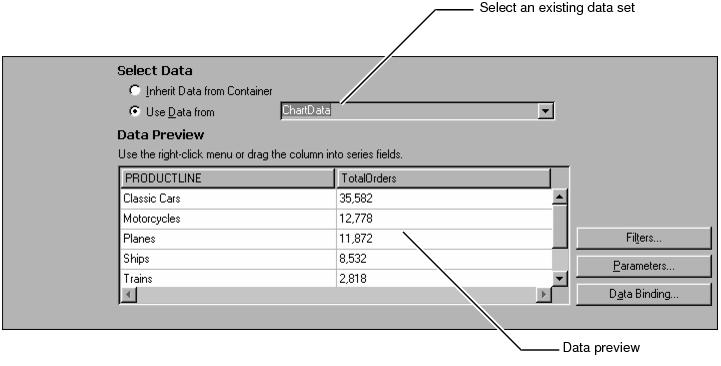 Select an existing data set
Select Data
Inherit Data from Container
Use Data from
ChartData
Data Preview
Use the right-click menu or drag the column into series fields.
PRODUCTLINE TotalOrders
Classic Cars 35,582
Motorcycles 12,778
Planes 11,872
Ships 8,532
Trains 2,818
Filters...
Parameters...
Data Binding...
Data preview